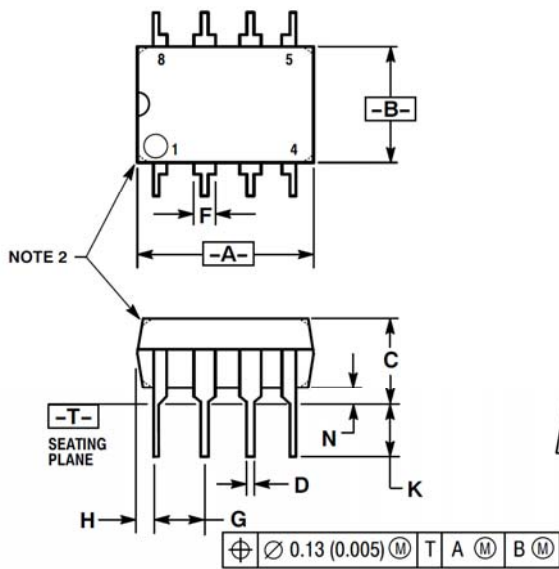 8 5
-B-
1 4
F
NOTE 2
-A-
C
-T-
N
SEATING
PLANE
D
K
H
G
⌖ ⌀ 0.13 (0.005) Ⓜ T A Ⓜ B Ⓜ